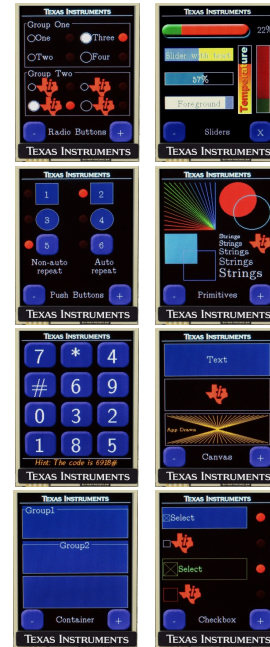 TEXAS INSTRUMENTS
Group One
One
Three
Two
Four
Group Two
- Radio Buttons +
TEXAS INSTRUMENTS
TEXAS INSTRUMENTS
229
Slider with Text
57%
Foreground
Temperature
- Sliders X
TEXAS INSTRUMENTS
TEXAS INSTRUMENTS
1 2
3 4
5 6
Non-auto repeat
Auto repeat
- Push Buttons +
TEXAS INSTRUMENTS
TEXAS INSTRUMENTS
Strings
Strings
Strings
Strings
Strings
- Primitives +
TEXAS INSTRUMENTS
TEXAS INSTRUMENTS
7 * 4
# 6 9
0 3 2
1 8 5
Hint: The code is 6918#
TEXAS INSTRUMENTS
TEXAS INSTRUMENTS
Text
App Drawn
- Canvas +
TEXAS INSTRUMENTS
TEXAS INSTRUMENTS
Group1
Group2
- Container +
TEXAS INSTRUMENTS
TEXAS INSTRUMENTS
Select
Select
- Checkbox +
TEXAS INSTRUMENTS